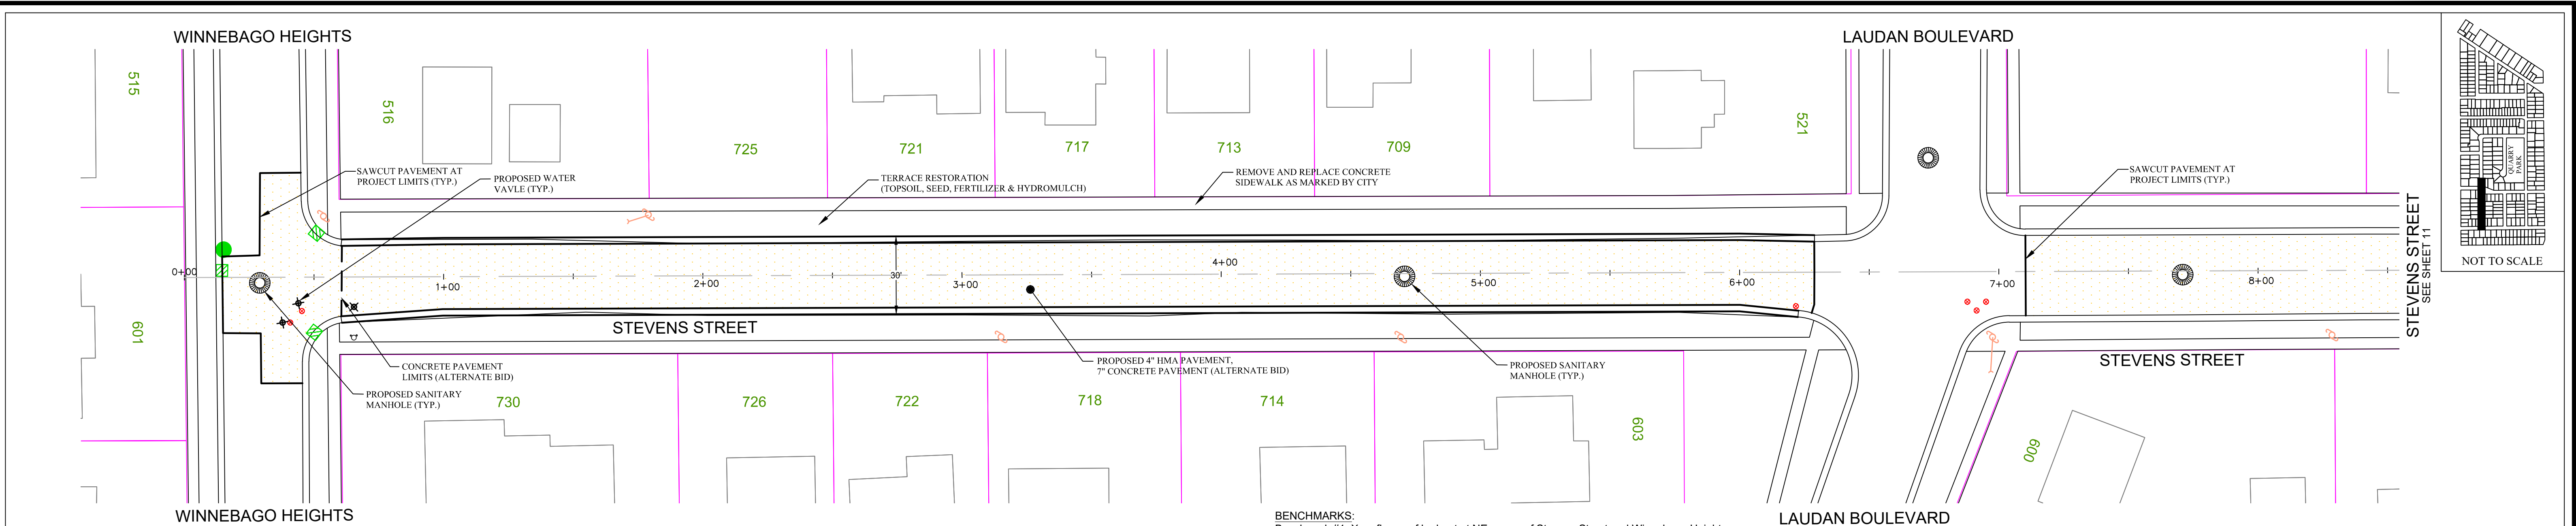 WINNEBAGO HEIGHTS
LAUDAN BOULEVARD
515
516
725
721
717
713
709
521
SAWCUT PAVEMENT AT
PROJECT LIMITS (TYP.)
PROPOSED WATER
VAVLE (TYP.)
TERRACE RESTORATION
(TOPSOIL, SEED, FERTILIZER & HYDROMULCH)
REMOVE AND REPLACE CONCRETE
SIDEWALK AS MARKED BY CITY
SAWCUT PAVEMENT AT
PROJECT LIMITS (TYP.)
QUARRY
PARK
NOT TO SCALE
STEVENS STREET
SEE SHEET 11
0+00
1+00
2+00
3+00
4+00
5+00
6+00
7+00
8+00
30'
STEVENS STREET
STEVENS STREET
601
CONCRETE PAVEMENT
LIMITS (ALTERNATE BID)
PROPOSED SANITARY
MANHOLE (TYP.)
PROPOSED 4" HMA PAVEMENT,
7" CONCRETE PAVEMENT (ALTERNATE BID)
PROPOSED SANITARY
MANHOLE (TYP.)
730
726
722
718
714
603
600
WINNEBAGO HEIGHTS
BENCHMARKS:
LAUDAN BOULEVARD